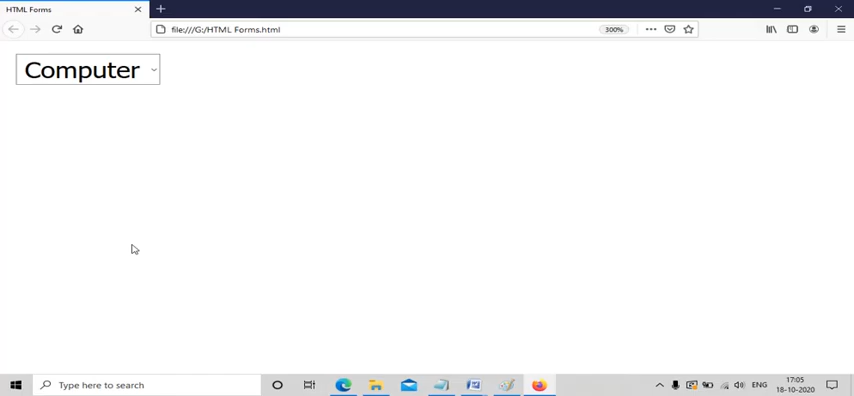 HTML Forms
file:///G:/HTML Forms.html
300%
Computer
Type here to search
ENG
17:05
18-10-2020